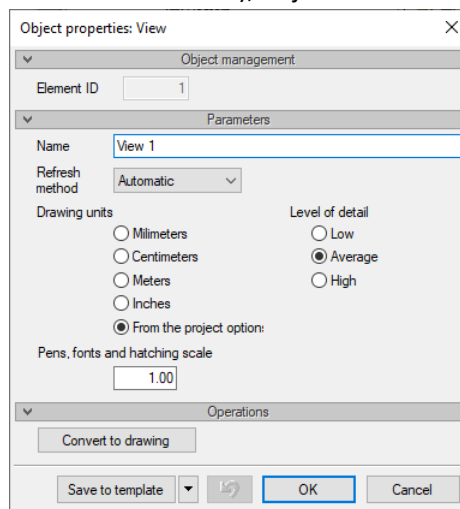 Object properties: View
Object management
Element ID 1
Parameters
Name View 1
Refresh method Automatic
Drawing units Level of detail
Milimeters Low
Centimeters Average
Meters High
Inches
From the project option:
Pens, fonts and hatching scale
1.00
Operations
Convert to drawing
Save to template OK Cancel